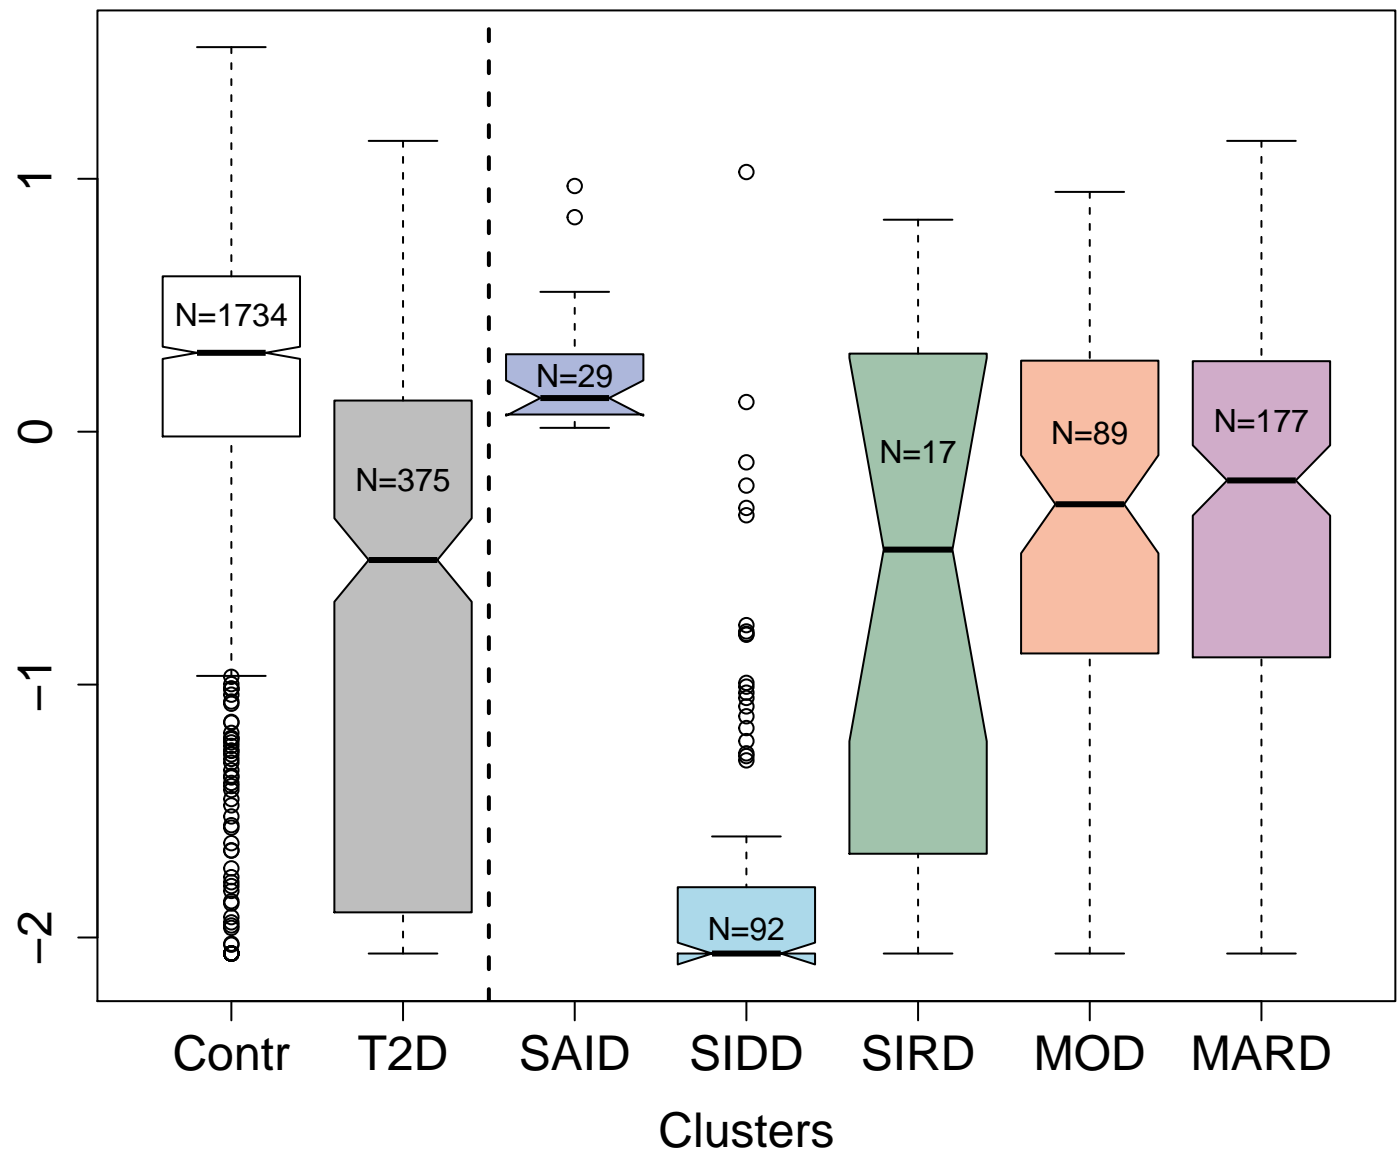 1
0
−1
−2
N=1734
N=375
N=29
N=92
N=17
N=89
N=177
Contr T2D SAID SIDD SIRD MOD MARD
Clusters